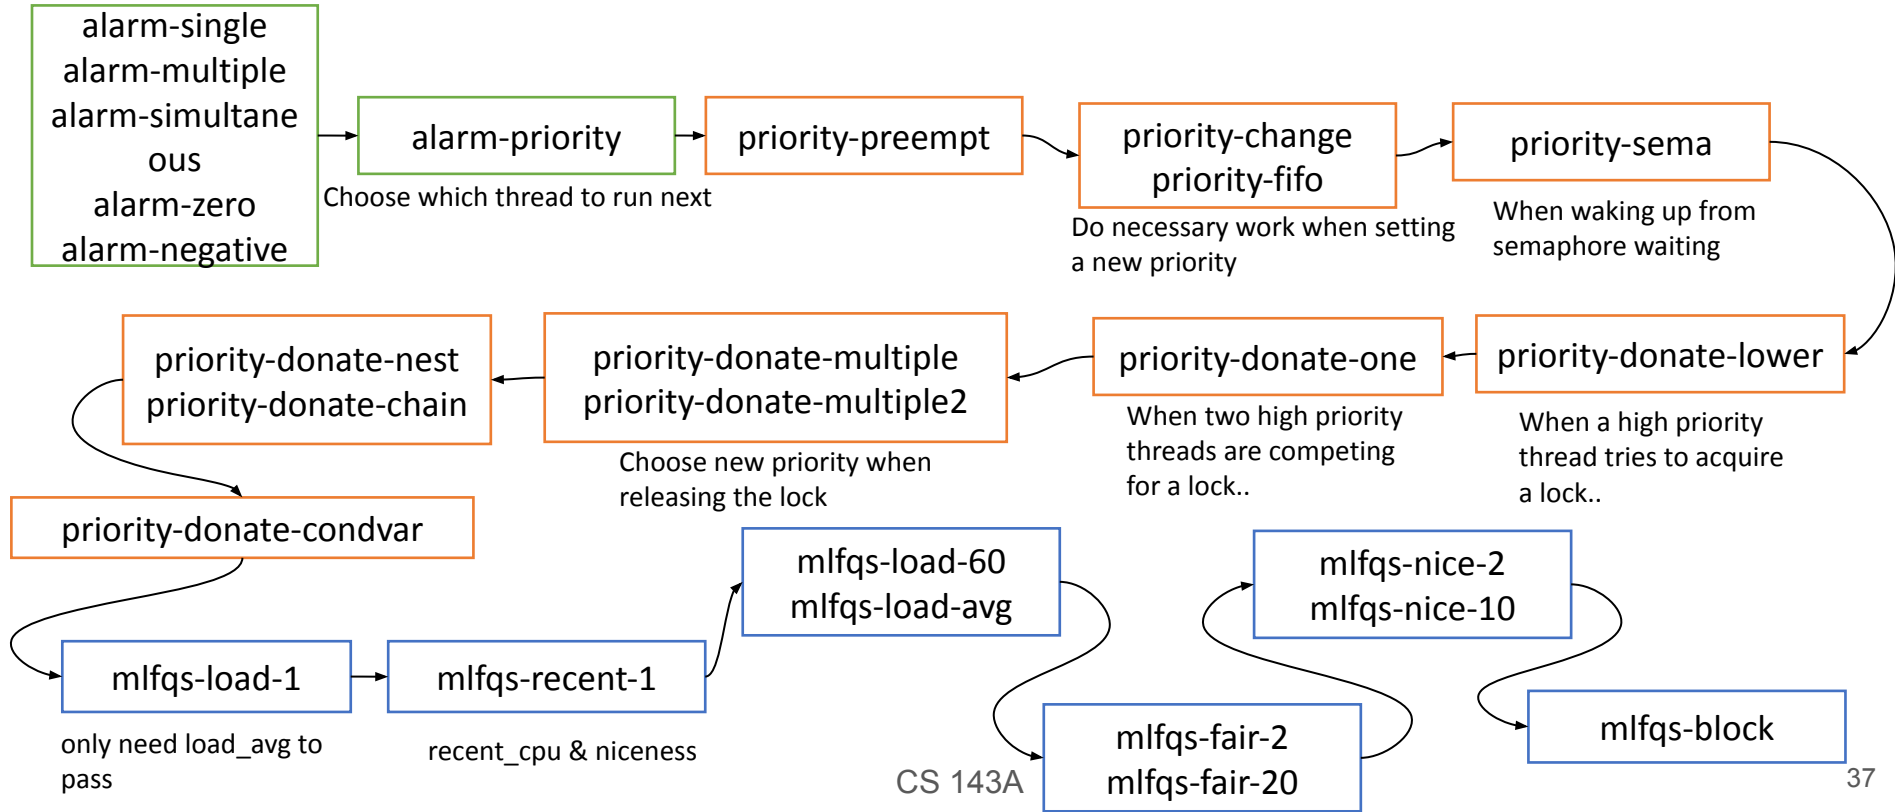 alarm-single
alarm-multiple
alarm-simultane
ous
alarm-zero
alarm-negative
alarm-priority
Choose which thread to run next
priority-preempt
priority-change
priority-fifo
Do necessary work when setting
a new priority
priority-sema
When waking up from
semaphore waiting
priority-donate-lower
When a high priority
thread tries to acquire
a lock..
priority-donate-one
When two high priority
threads are competing
for a lock..
priority-donate-multiple
priority-donate-multiple2
Choose new priority when
releasing the lock
priority-donate-nest
priority-donate-chain
priority-donate-condvar
mlfqs-load-1
only need load_avg to
pass
mlfqs-recent-1
recent_cpu & niceness
mlfqs-load-60
mlfqs-load-avg
mlfqs-fair-2
mlfqs-fair-20
mlfqs-nice-2
mlfqs-nice-10
mlfqs-block
CS 143A
37